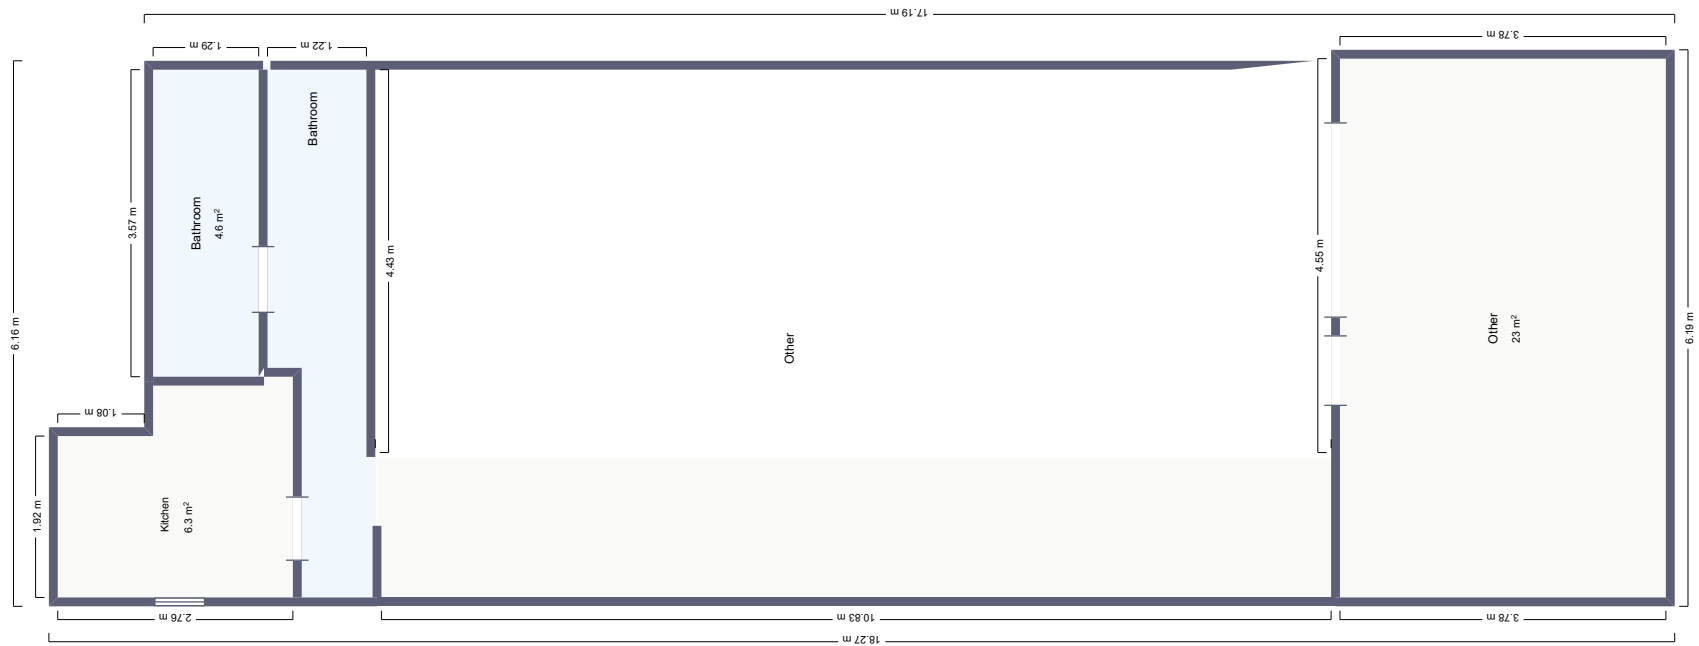 17.19 m
1.29 m
1.22 m
3.78 m
Bathroom
Bathroom
4.6 m²
3.57 m
4.43 m
4.55 m
6.16 m
Other
Other
23 m²
6.19 m
1.08 m
1.92 m
Kitchen
6.3 m²
2.76 m
10.83 m
3.78 m
18.27 m